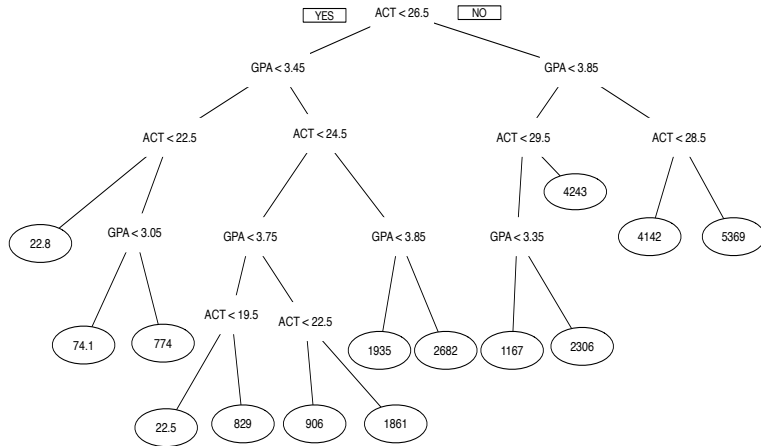 YES
ACT < 26.5
NO
GPA < 3.45
GPA < 3.85
ACT < 22.5
ACT < 24.5
ACT < 29.5
ACT < 28.5
4243
22.8
GPA < 3.05
GPA < 3.75
GPA < 3.85
GPA < 3.35
4142
5369
ACT < 19.5
ACT < 22.5
74.1
774
1935
2682
1167
2306
22.5
829
906
1861